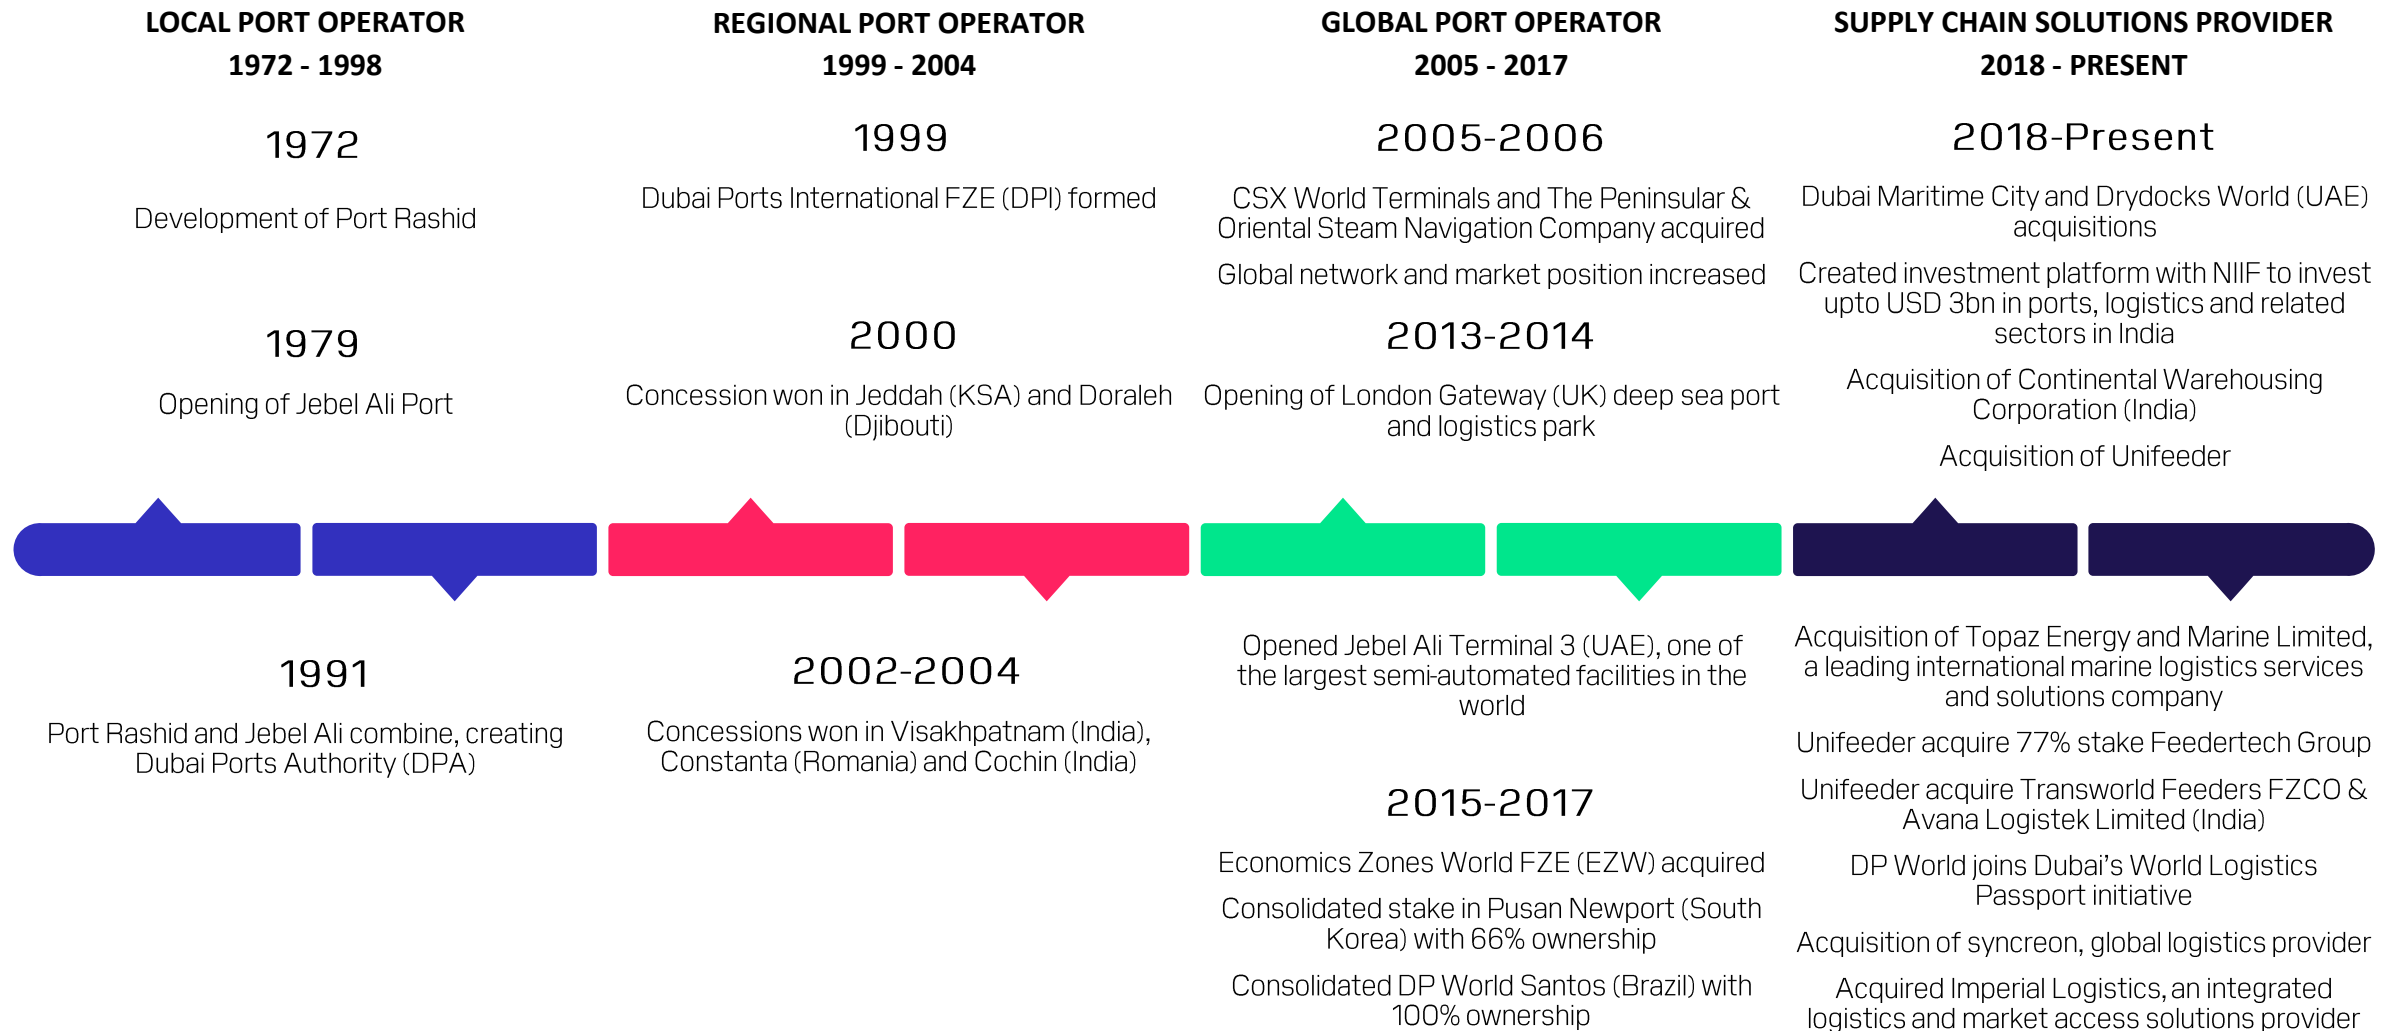 LOCAL PORT OPERATOR
1972 - 1998
1972
Development of Port Rashid
1979
Opening of Jebel Ali Port
1991
Port Rashid and Jebel Ali combine, creating
Dubai Ports Authority (DPA)
REGIONAL PORT OPERATOR
1999 - 2004
1999
Dubai Ports International FZE (DPI) formed
2000
Concession won in Jeddah (KSA) and Doraleh
(Djibouti)
2002-2004
Concessions won in Visakhpatnam (India),
Constanta (Romania) and Cochin (India)
GLOBAL PORT OPERATOR
2005 - 2017
2005-2006
CSX World Terminals and The Peninsular &
Oriental Steam Navigation Company acquired
Global network and market position increased
2013-2014
Opening of London Gateway (UK) deep sea port
and logistics park
Opened Jebel Ali Terminal 3 (UAE), one of
the largest semi-automated facilities in the
world
2015-2017
Economics Zones World FZE (EZW) acquired
Consolidated stake in Pusan Newport (South
Korea) with 66% ownership
Consolidated DP World Santos (Brazil) with
100% ownership
SUPPLY CHAIN SOLUTIONS PROVIDER
2018 - PRESENT
2018-Present
Dubai Maritime City and Drydocks World (UAE)
acquisitions
Created investment platform with NIIF to invest
upto USD 3bn in ports, logistics and related
sectors in India
Acquisition of Continental Warehousing
Corporation (India)
Acquisition of Unifeeder
Acquisition of Topaz Energy and Marine Limited,
a leading international marine logistics services
and solutions company
Unifeeder acquire 77% stake Feedertech Group
Unifeeder acquire Transworld Feeders FZCO &
Avana Logistek Limited (India)
DP World joins Dubai’s World Logistics
Passport initiative
Acquisition of syncreon, global logistics provider
Acquired Imperial Logistics, an integrated
logistics and market access solutions provider